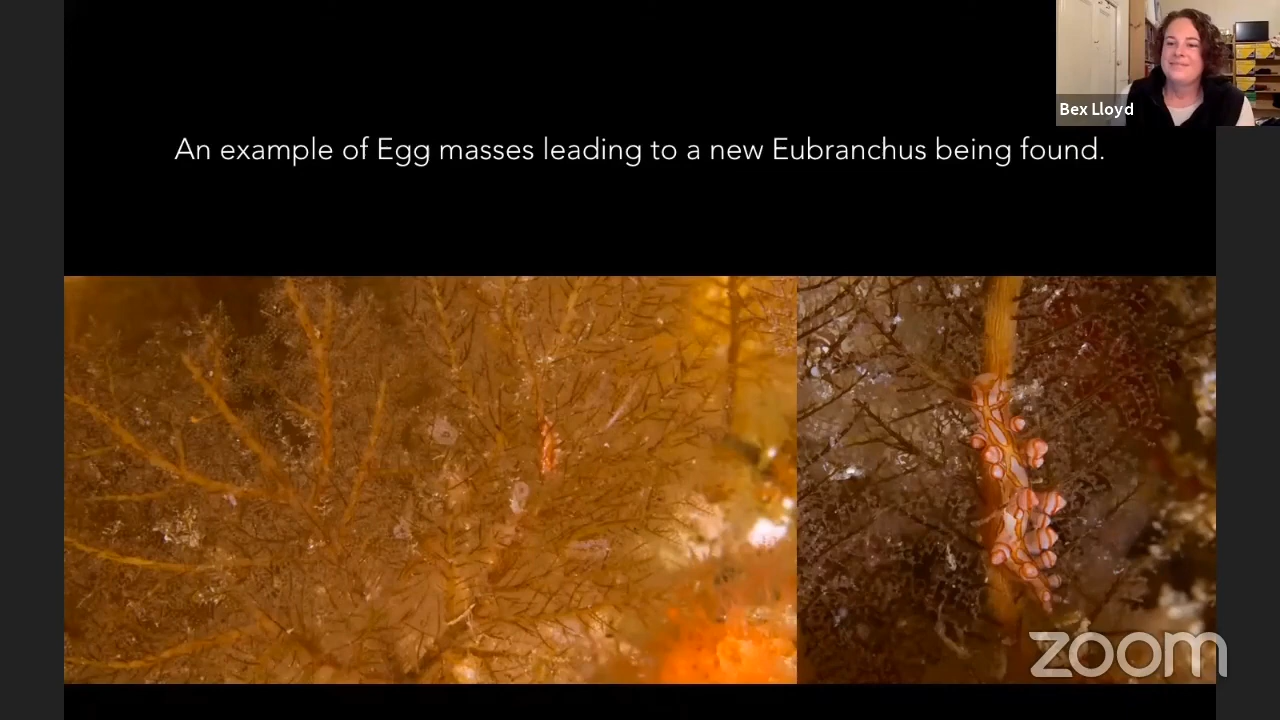 Bex Lloyd
An example of Egg masses leading to a new Eubranchus being found.
zoom